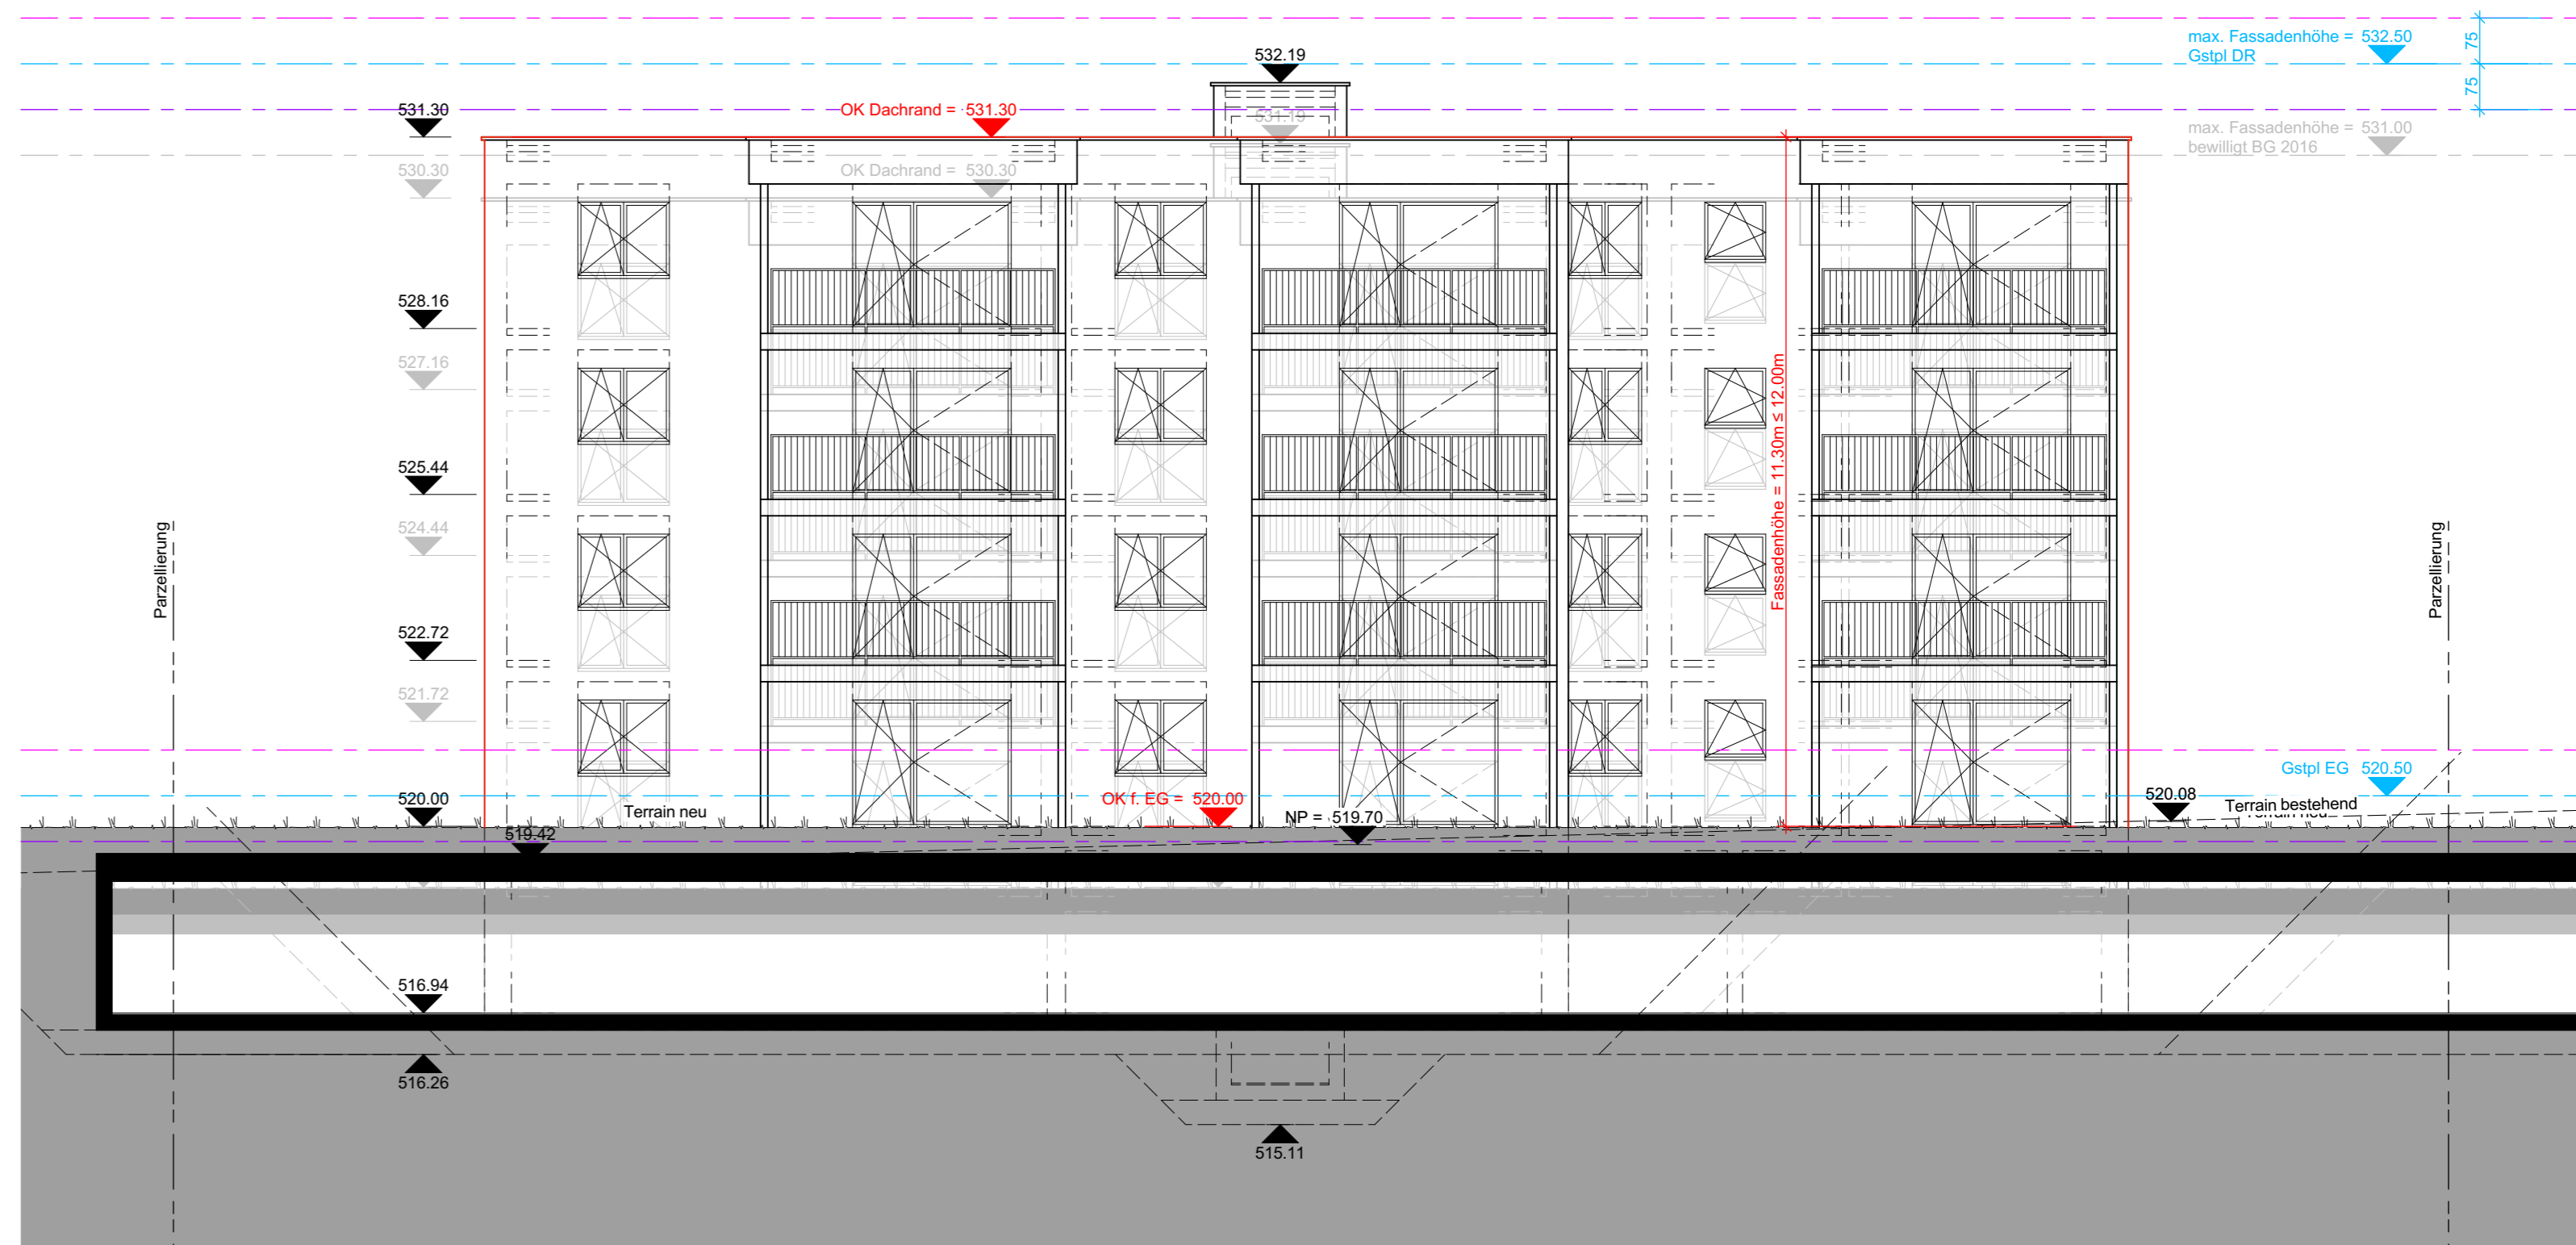 max. Fassadenhöhe = 532.50
Gstpl DR
75
75
532.19
531.30
OK Dachrand = 531.30
531.19
max. Fassadenhöhe = 531.00
bewilligt BG 2016
530.30
OK Dachrand = 530.30
528.16
527.16
525.44
524.44
Parzellierung
Fassadenhöhe = 11.30m ≤ 12.00m
Parzellierung
522.72
521.72
Gstpl EG 520.50
520.00
Terrain neu
OK f. EG = 520.00
NP = 519.70
520.08
Terrain bestehend
Terrain neu
519.42
516.94
516.26
515.11